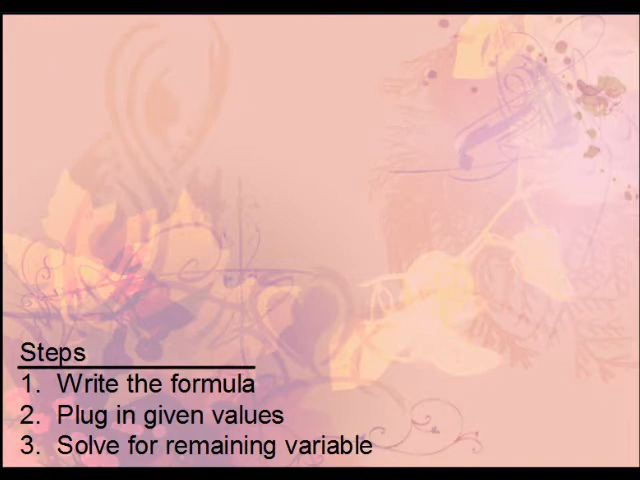 Steps
1. Write the formula
2. Plug in given values
3. Solve for remaining variable